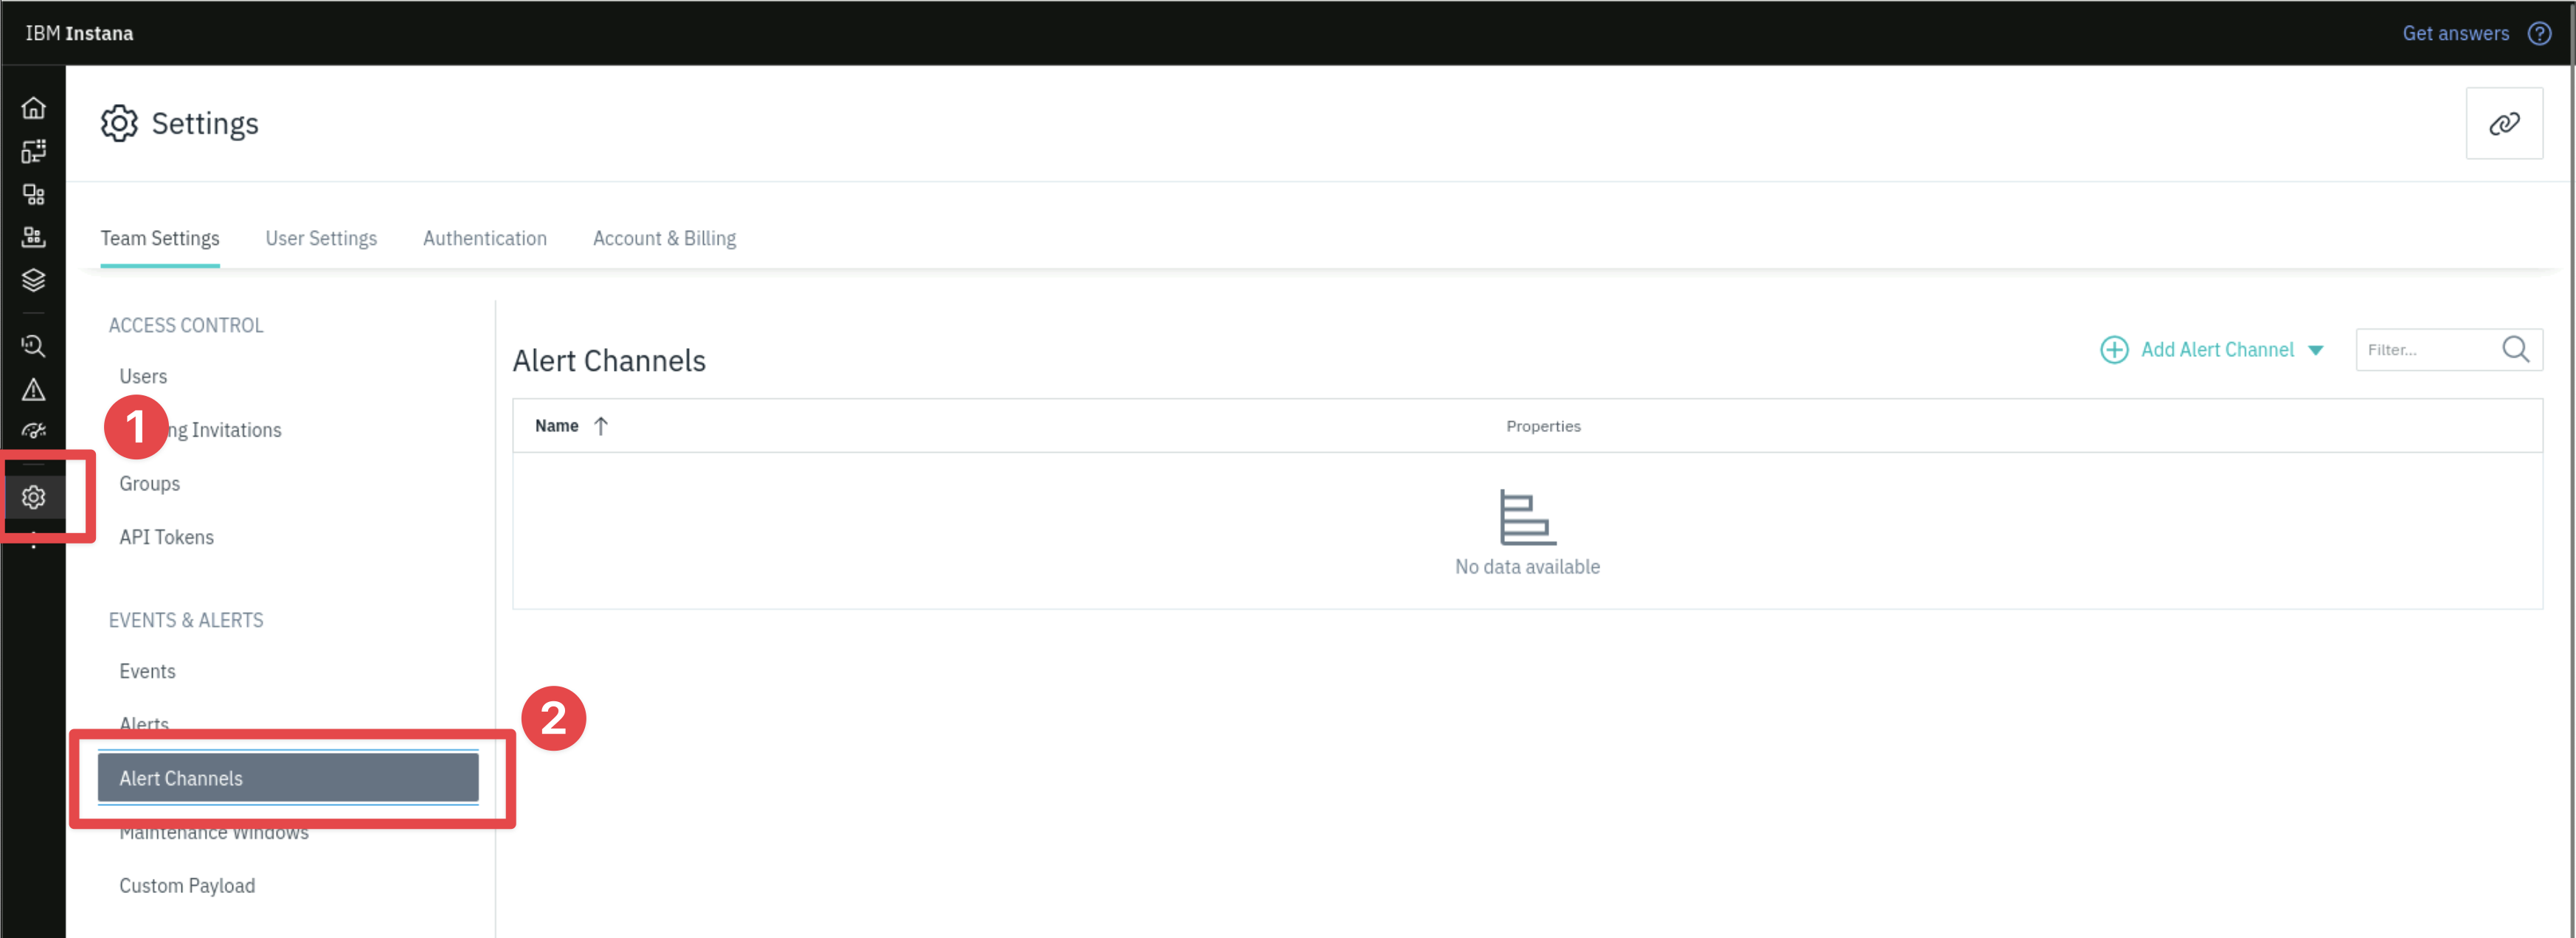 IBM Instana
Get answers
Settings
Team Settings
User Settings
Authentication
Account & Billing
ACCESS CONTROL
Users
1
ng Invitations
Groups
API Tokens
EVENTS & ALERTS
Events
Alerts
2
Alert Channels
Maintenance Windows
Custom Payload
Alert Channels
Add Alert Channel
Filter...
Name
Properties
No data available